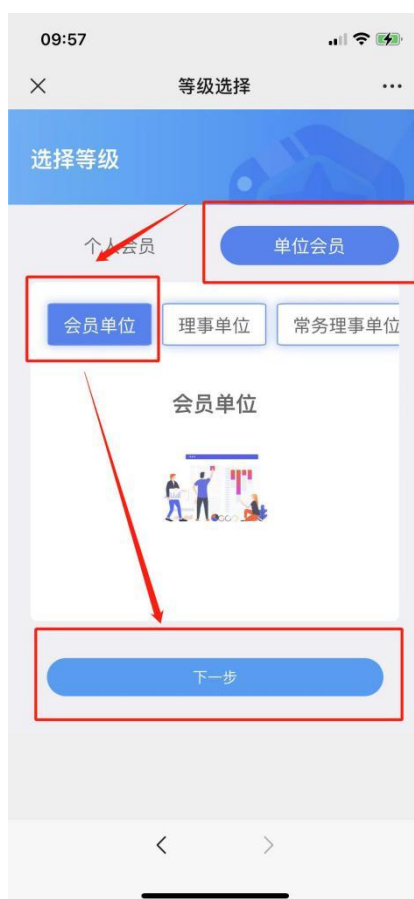 09:57
等级选择
选择等级
个人会员 单位会员
会员单位 理事单位 常务理事单位
会员单位
下一步